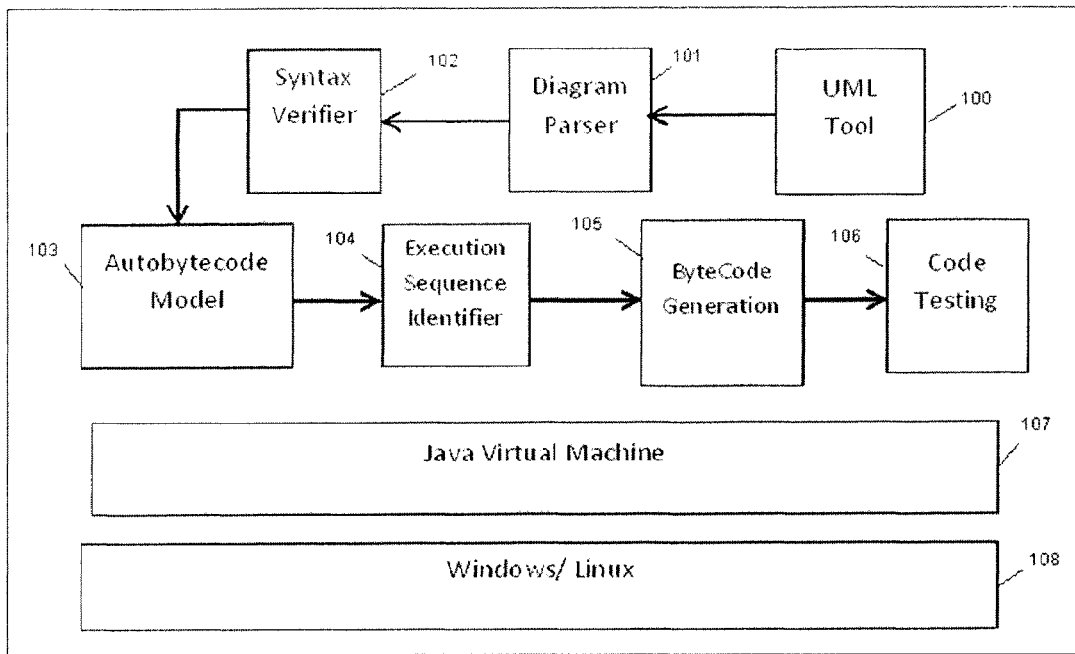 Syntax
Verifier
102
Diagram
Parser
101
UML
Tool
100
103
Autobytecode
Model
104
Execution
Sequence
Identifier
105
ByteCode
Generation
106
Code
Testing
Java Virtual Machine
107
Windows/ Linux
108